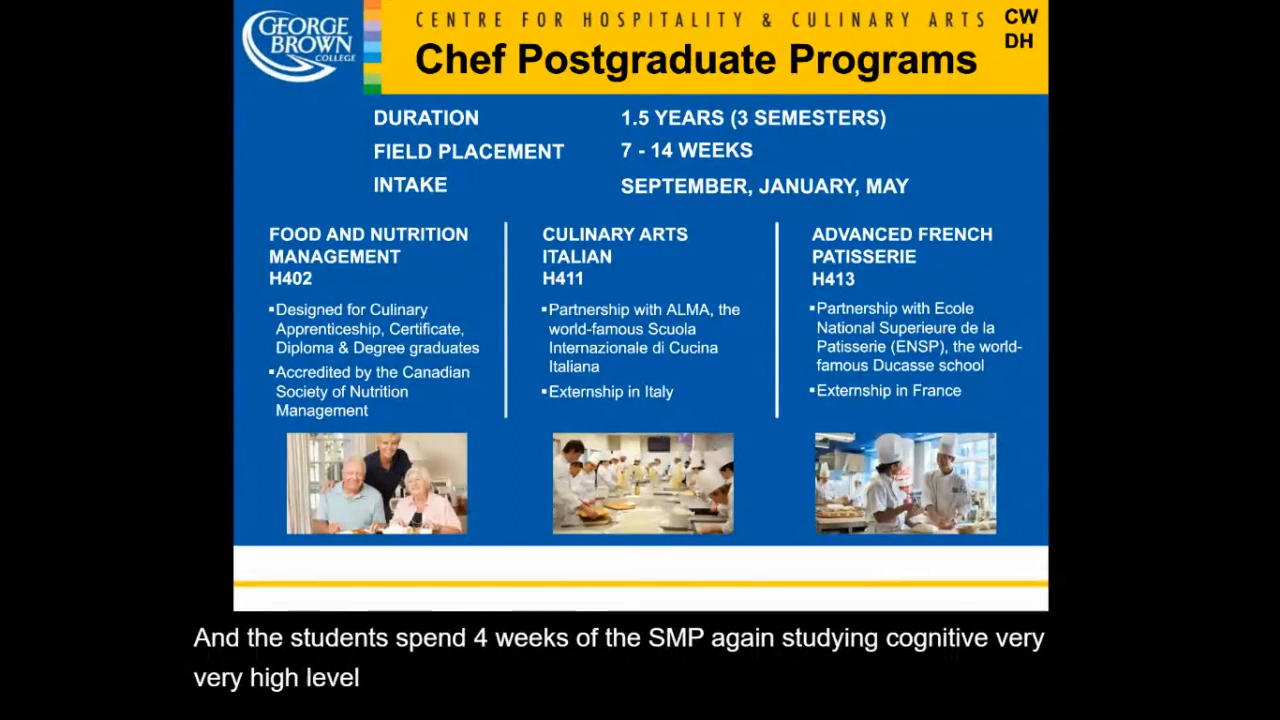 GEORGE
BROWN
COLLEGE
CENTRE FOR HOSPITALITY & CULINARY ARTS
Chef Postgraduate Programs
CW
DH
DURATION 1.5 YEARS (3 SEMESTERS)
FIELD PLACEMENT 7 - 14 WEEKS
INTAKE SEPTEMBER, JANUARY, MAY
FOOD AND NUTRITION
MANAGEMENT
H402
▪Designed for Culinary
Apprenticeship, Certificate,
Diploma & Degree graduates
▪Accredited by the Canadian
Society of Nutrition
Management
CULINARY ARTS
ITALIAN
H411
▪Partnership with ALMA, the
world-famous Scuola
Internazionale di Cucina
Italiana
▪Externship in Italy
ADVANCED FRENCH
PATISSERIE
H413
▪Partnership with Ecole
National Superieure de la
Patisserie (ENSP), the world-
famous Ducasse school
▪Externship in France
And the students spend 4 weeks of the SMP again studying cognitive very
very high level